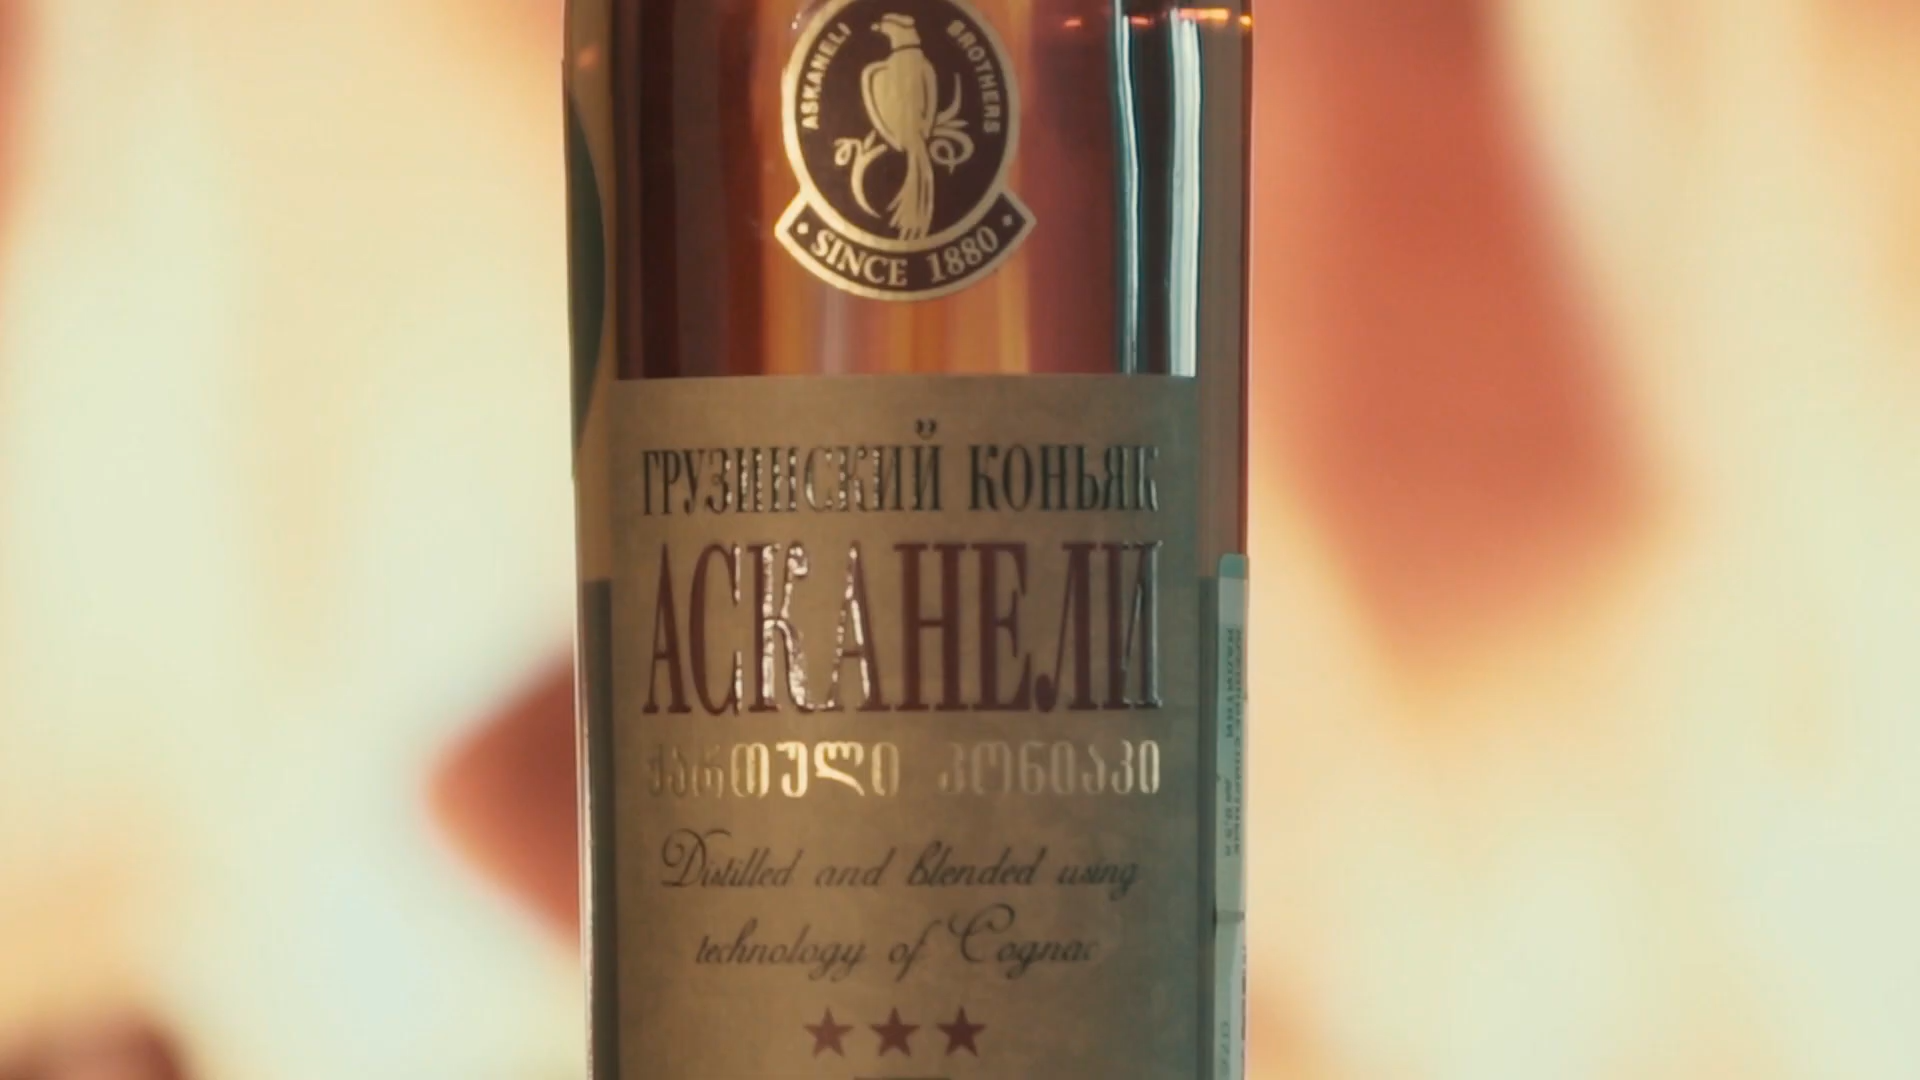 ASKANELI BROTHERS
SINCE 1880
ГРУЗИНСКИЙ КОНЬЯК
АСКАНЕЛИ
ქართული კონიაკი
Distilled and blended using
technology of Cognac